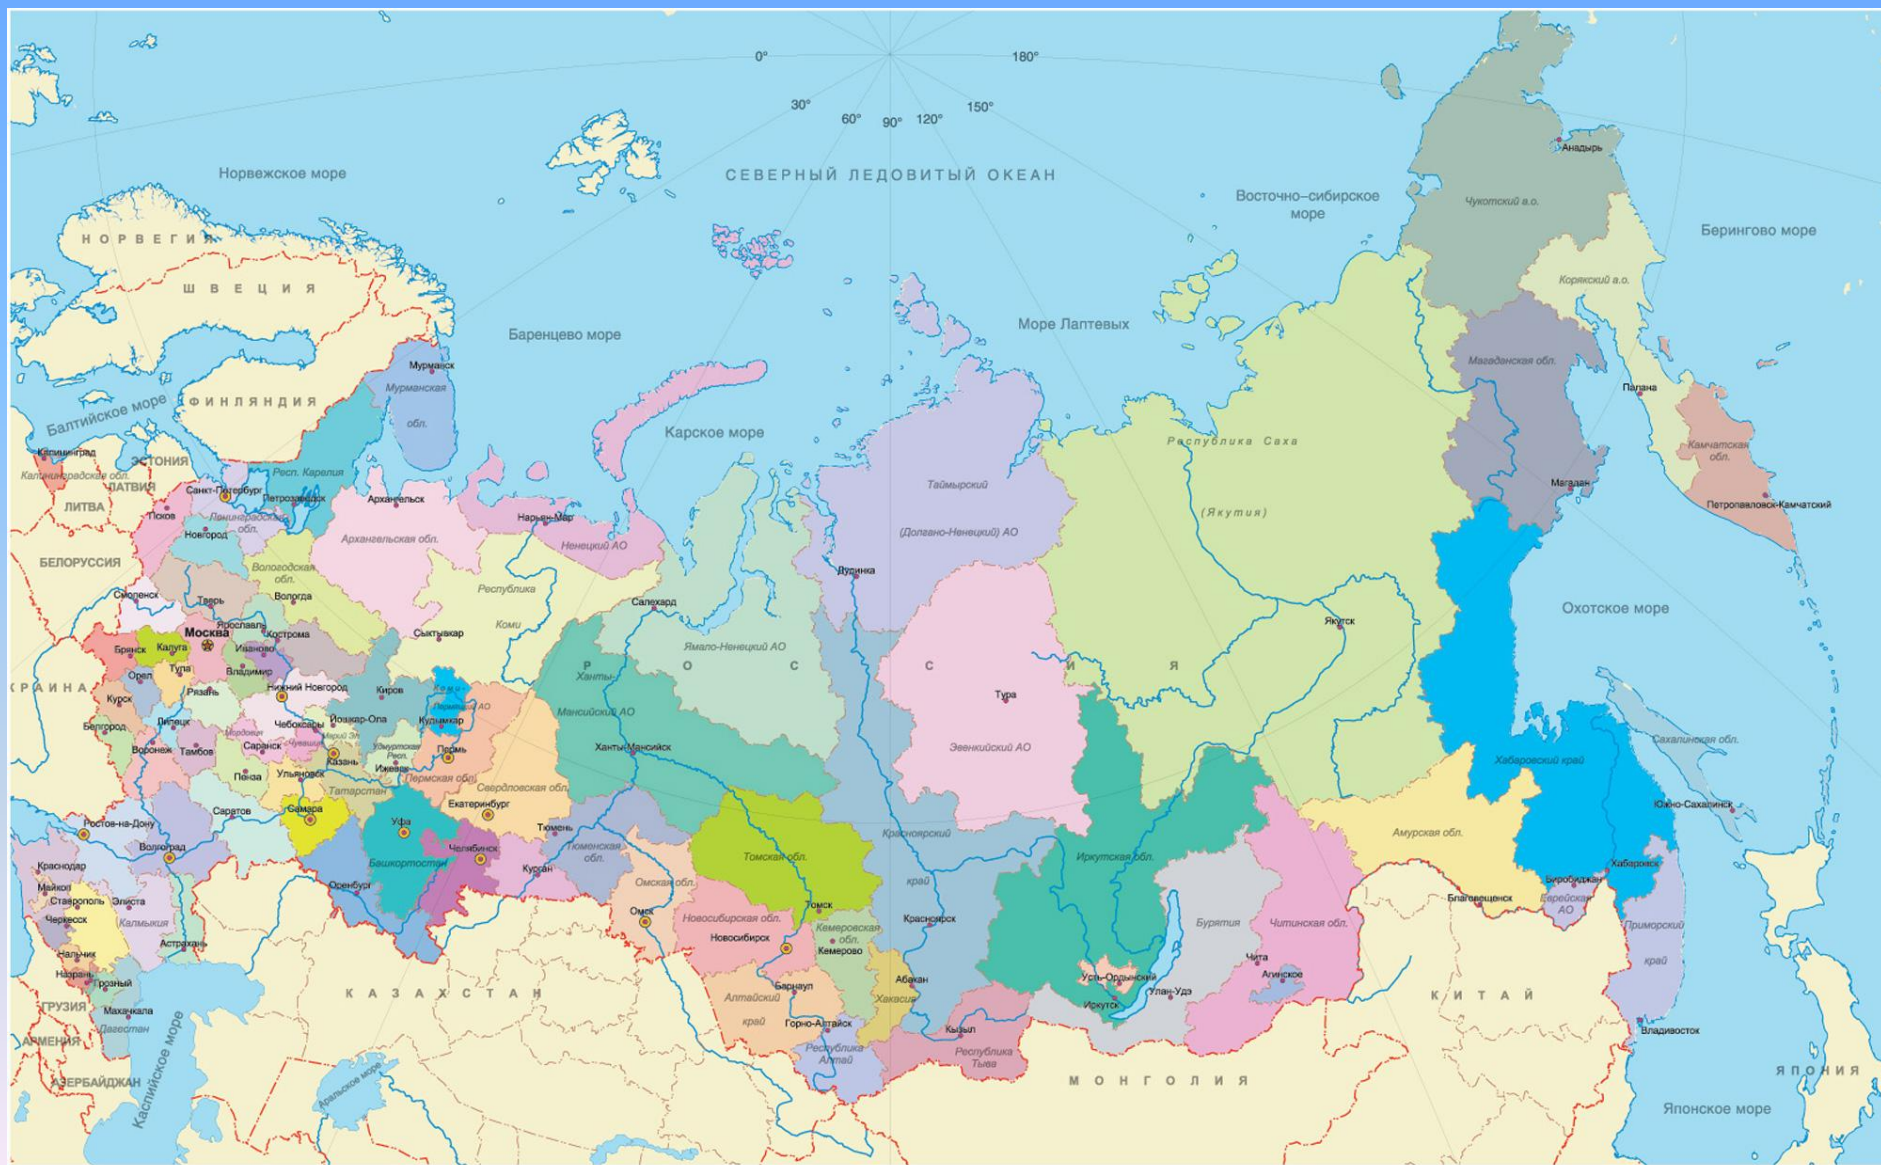 0°
180°
30°
150°
60°
90°
120°
Норвежское море
СЕВЕРНЫЙ ЛЕДОВИТЫЙ ОКЕАН
Восточно–сибирское
море
Анадырь
Чукотский а.о.
Берингово море
НОРВЕГИЯ
ШВЕЦИЯ
ФИНЛЯНДИЯ
Баренцево море
Море Лаптевых
Корякский а.о.
Мурманск
Мурманская
обл.
Магаданская обл.
Палана
Балтийское море
Карское море
Республика Саха
(Якутия)
Камчатская
обл.
Калининград
Калининградская обл.
ЭСТОНИЯ
ЛАТВИЯ
ЛИТВА
Санкт-Петербург
Респ. Карелия
Петрозаводск
Архангельск
Архангельская обл.
Таймырский
(Долгано-Ненецкий) АО
Магадан
Петропавловск-Камчатский
Псков
Ленинградская
обл.
Новгород
Нарьян-Мар
Ненецкий АО
БЕЛОРУССИЯ
Вологодская
обл.
Вологда
Республика
Коми
Дудинка
Салехард
Смоленск
Тверь
Ярославль
Кострома
Сыктывкар
Якутск
Охотское море
Москва
Брянск
Калуга
Иваново
Владимир
Тула
Орел
Рязань
Ямало-Ненецкий АО
РОССИЯ
Ханты-
Мансийский АО
Ханты-Мансийск
Тура
Эвенкийский АО
КРАИНА
Курск
Нижний Новгород
Киров
Коми-
Пермяцкий АО
Кудымкар
Белгород
Липецк
Чебоксары
Йошкар-Ола
Марий Эл
Мордовия
Саранск
Чувашия
Удмуртская
Респ.
Ижевск
Казань
Пермь
Пермская обл.
Воронеж
Тамбов
Пенза
Ульяновск
Татарстан
Свердловская обл.
Екатеринбург
Сахалинская обл.
Хабаровский край
Южно-Сахалинск
Саратов
Самара
Уфа
Башкортостан
Ростов-на-Дону
Волгоград
Челябинск
Тюмень
Тюменская
обл.
Курган
Томская обл.
Томск
Красноярский
край
Красноярск
Иркутская обл.
Амурская обл.
Хабаровск
Биробиджан
Еврейская
АО
Благовещенск
Краснодар
Майкоп
Ставрополь
Черкесск
Элиста
Калмыкия
Оренбург
Астрахань
Омская обл.
Омск
Новосибирская обл.
Новосибирск
Кемеровская
обл.
Кемерово
Бурятия
Читинская обл.
Чита
Агинское
Приморский
край
Нальчик
Назрань
Грозный
Махачкала
Дагестан
ГРУЗИЯ
АРМЕНИЯ
АЗЕРБАЙДЖАН
Каспийское море
КАЗАХСТАН
Аральское море
Алтайский
край
Барнаул
Горно-Алтайск
Республика
Алтай
Абакан
Хакасия
Кызыл
Республика
Тыва
Усть-Ордынский
Иркутск
Улан-Удэ
МОНГОЛИЯ
КИТАЙ
Владивосток
ЯПОНИЯ
Японское море